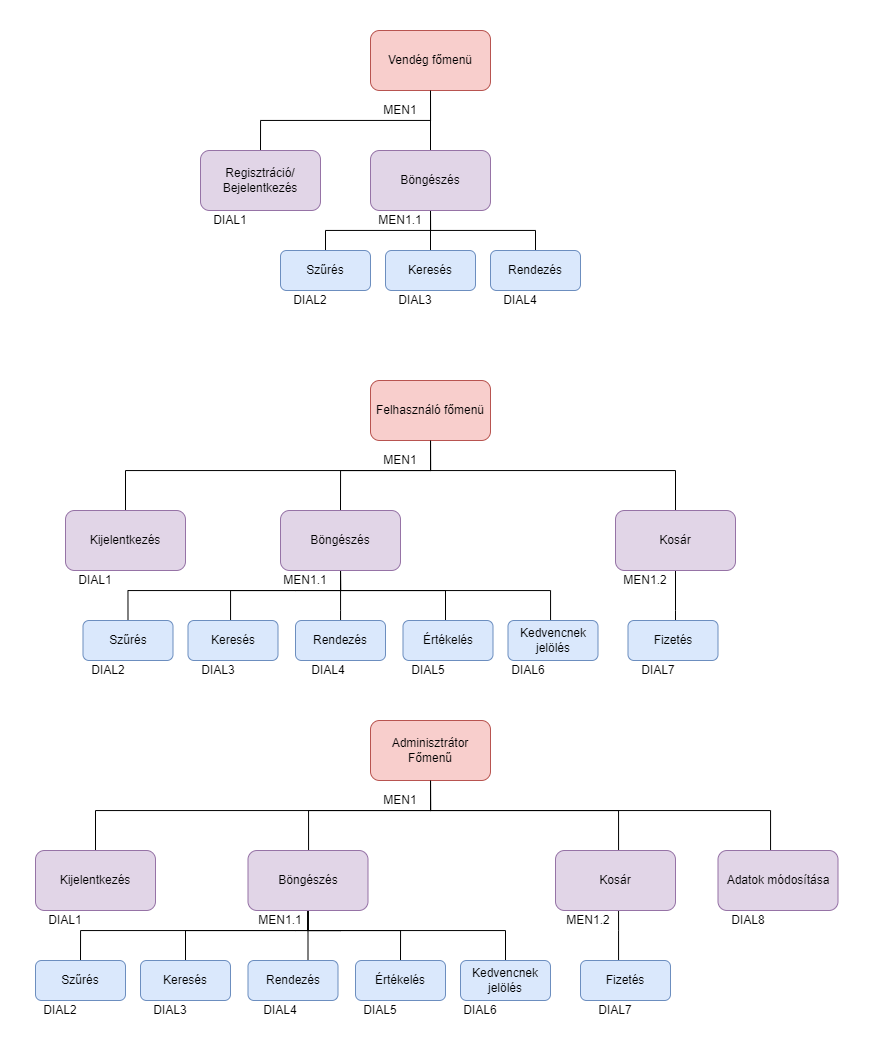 Vendég főmenü
MEN1
Regisztráció/
Bejelentkezés
Böngészés
DIAL1
MEN1.1
Szűrés
Keresés
Rendezés
DIAL2
DIAL3
DIAL4
Felhasználó főmenü
MEN1
Kijelentkezés
Böngészés
Kosár
DIAL1
MEN1.1
MEN1.2
Szűrés
Keresés
Rendezés
Értékelés
Kedvencnek
jelölés
Fizetés
DIAL2
DIAL3
DIAL4
DIAL5
DIAL6
DIAL7
Adminisztrátor
Főmenű
MEN1
Kijelentkezés
Böngészés
Kosár
Adatok módosítása
DIAL1
MEN1.1
MEN1.2
DIAL8
Szűrés
Keresés
Rendezés
Értékelés
Kedvencnek
jelölés
Fizetés
DIAL2
DIAL3
DIAL4
DIAL5
DIAL6
DIAL7